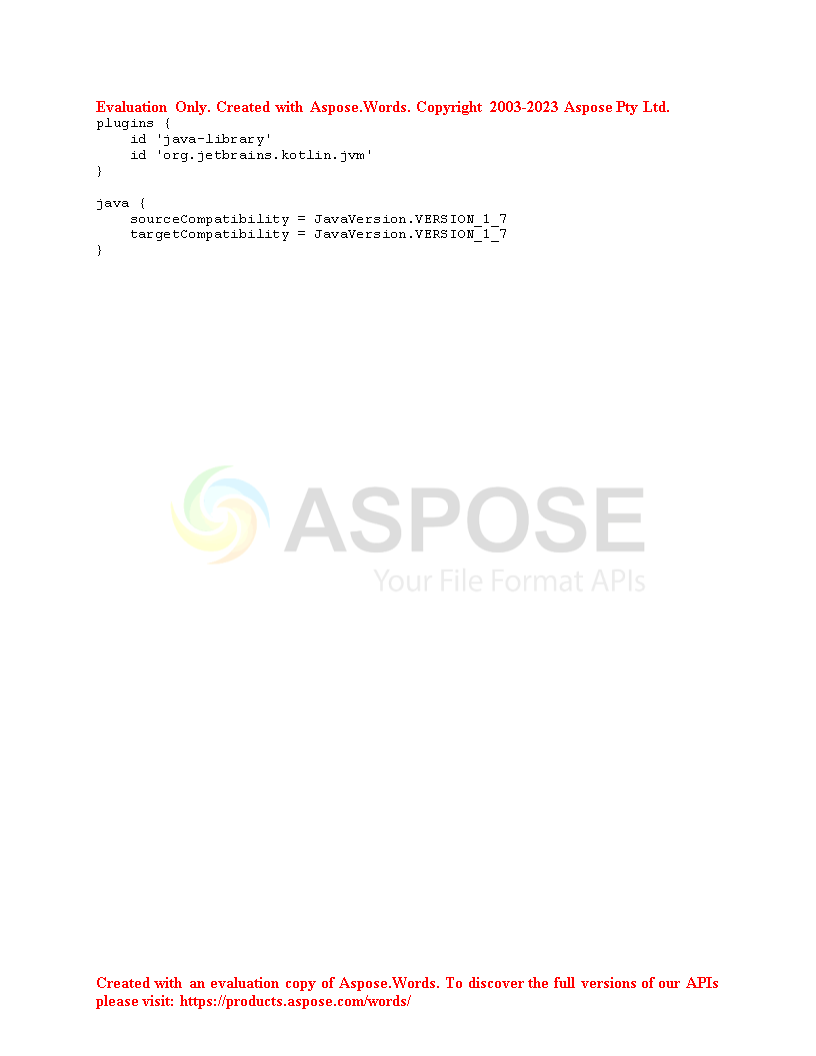 Evaluation Only. Created with Aspose.Words. Copyright 2003-2023 Aspose Pty Ltd.
plugins {
    id 'java-library'
    id 'org.jetbrains.kotlin.jvm'
}

java {
    sourceCompatibility = JavaVersion.VERSION_1_7
    targetCompatibility = JavaVersion.VERSION_1_7
}
ASPOSE
Your File Format APIs
Created with an evaluation copy of Aspose.Words. To discover the full versions of our APIs
please visit: https://products.aspose.com/words/